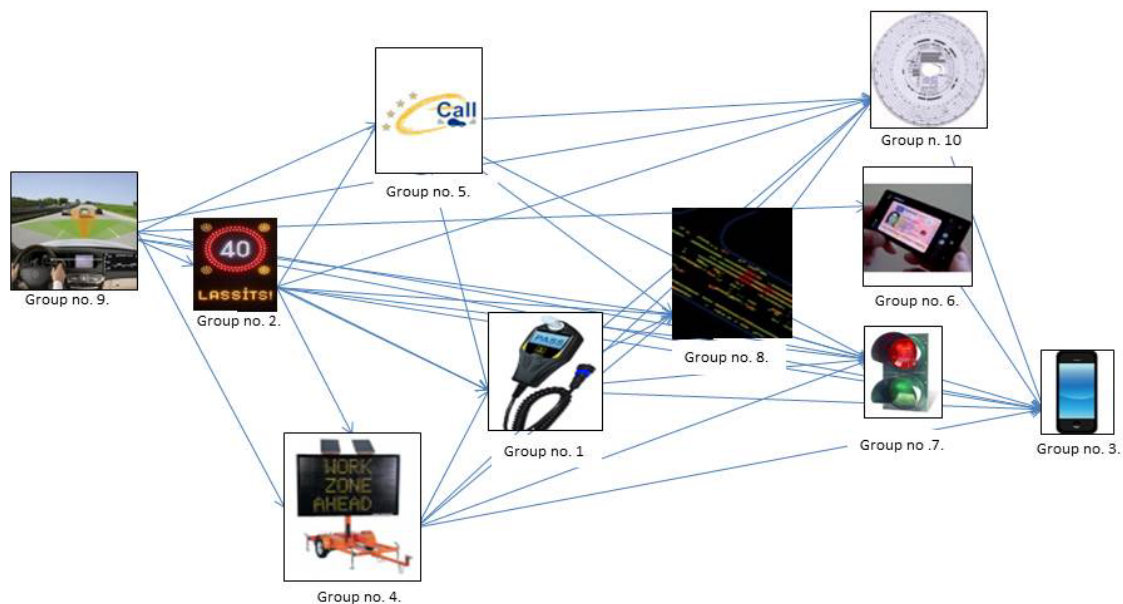 Call
Group n. 10
Group no. 5.
40
LASSÍTS!
Group no. 9.
Group no. 2.
Group no. 6.
PASS
Group no. 8.
Group no. 1
Group no .7.
Group no. 3.
WORK
ZONE
AHEAD
Group no. 4.